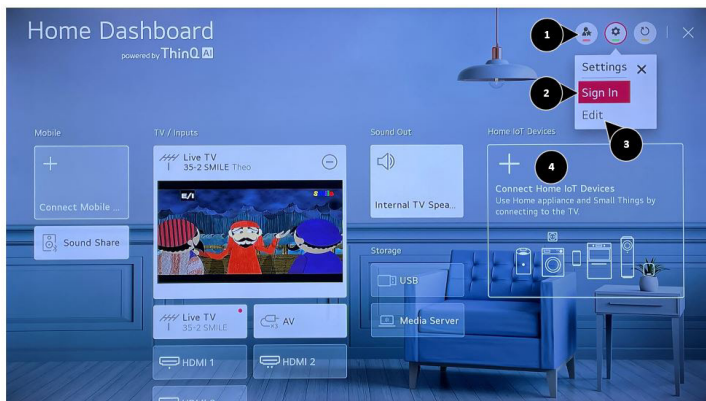 Home Dashboard
powered by ThinQ AI
1
Settings
2
Sign In
Edit
3
Mobile
TV / Inputs
Sound Out
Home IoT Devices
Connect Mobile ...
Live TV
35-2 SMILE Theo
E/I
S
Internal TV Spea...
4
Connect Home IoT Devices
Use Home appliance and Small Things by
connecting to the TV.
Sound Share
Storage
USB
Media Server
Live TV
35-2 SMILE
x3
AV
HDMI 1
HDMI 2